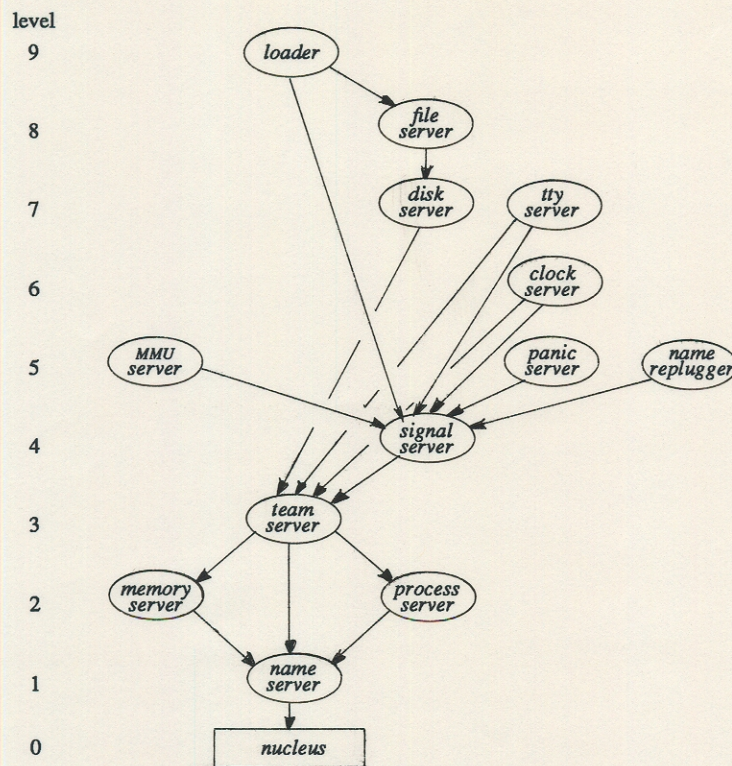 level
9
loader
8
file
server
7
disk
server
tty
server
6
clock
server
5
MMU
server
panic
server
name
replugger
4
signal
server
3
team
server
2
memory
server
process
server
1
name
server
0
nucleus